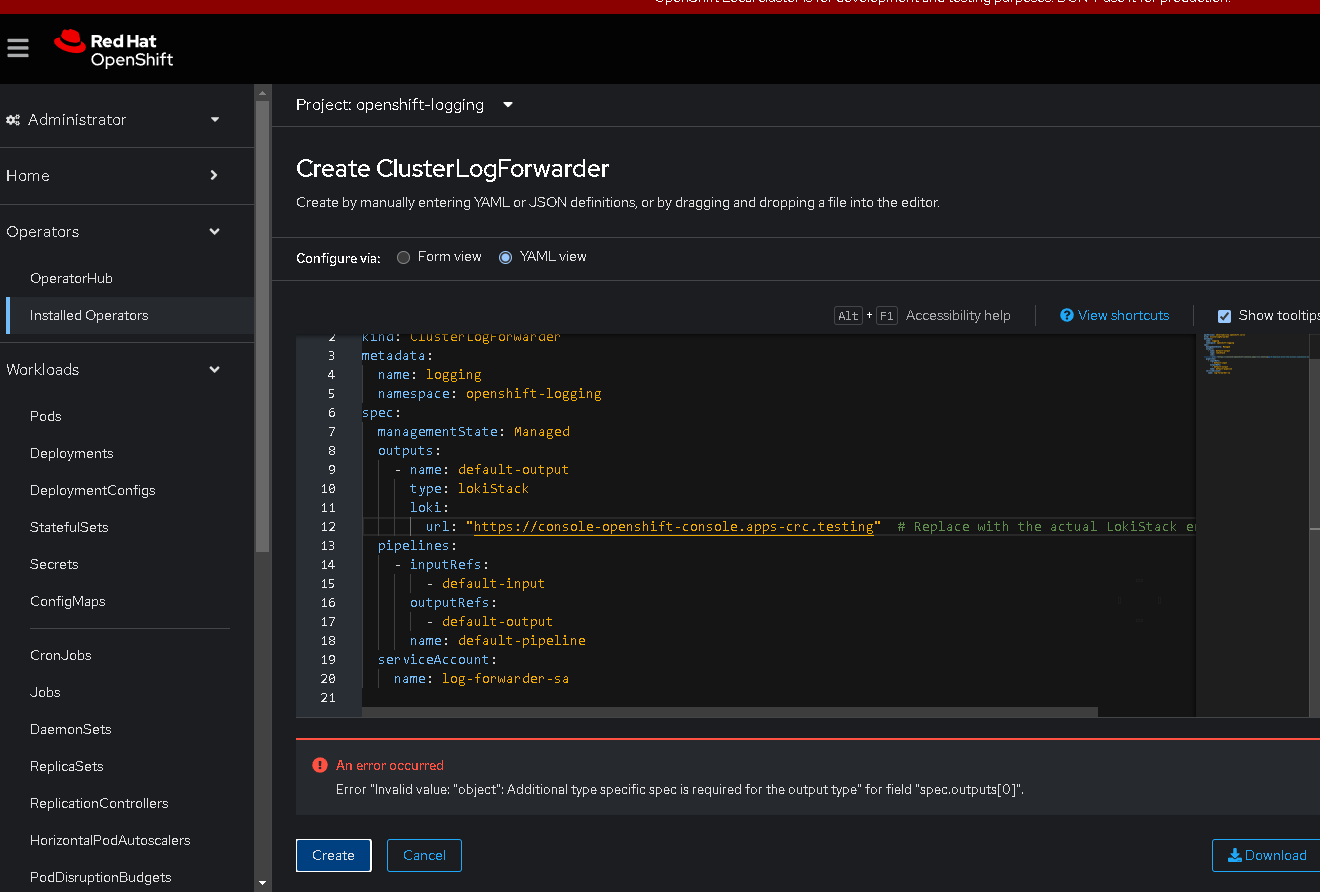 OpenShift Local cluster is for development and testing purposes. DON'T use it for production.
Red Hat
OpenShift
Administrator
Home
Operators
OperatorHub
Installed Operators
Workloads
Pods
Deployments
DeploymentConfigs
StatefulSets
Secrets
ConfigMaps
CronJobs
Jobs
DaemonSets
ReplicaSets
ReplicationControllers
HorizontalPodAutoscalers
PodDisruptionBudgets
Project: openshift-logging
Create ClusterLogForwarder
Create by manually entering YAML or JSON definitions, or by dragging and dropping a file into the editor.
Configure via: Form view YAML view
Alt + F1 Accessibility help View shortcuts Show tooltips
2 kind: ClusterLogForwarder
3 metadata:
4 name: logging
5 namespace: openshift-logging
6 spec:
7 managementState: Managed
8 outputs:
9 - name: default-output
10 type: lokiStack
11 loki:
12 url: "https://console-openshift-console.apps-crc.testing" # Replace with the actual LokiStack
13 pipelines:
14 - inputRefs:
15 - default-input
16 outputRefs:
17 - default-output
18 name: default-pipeline
19 serviceAccount:
20 name: log-forwarder-sa
21
An error occurred
Error "Invalid value: "object": Additional type specific spec is required for the output type" for field "spec.outputs[0]".
Create Cancel Download